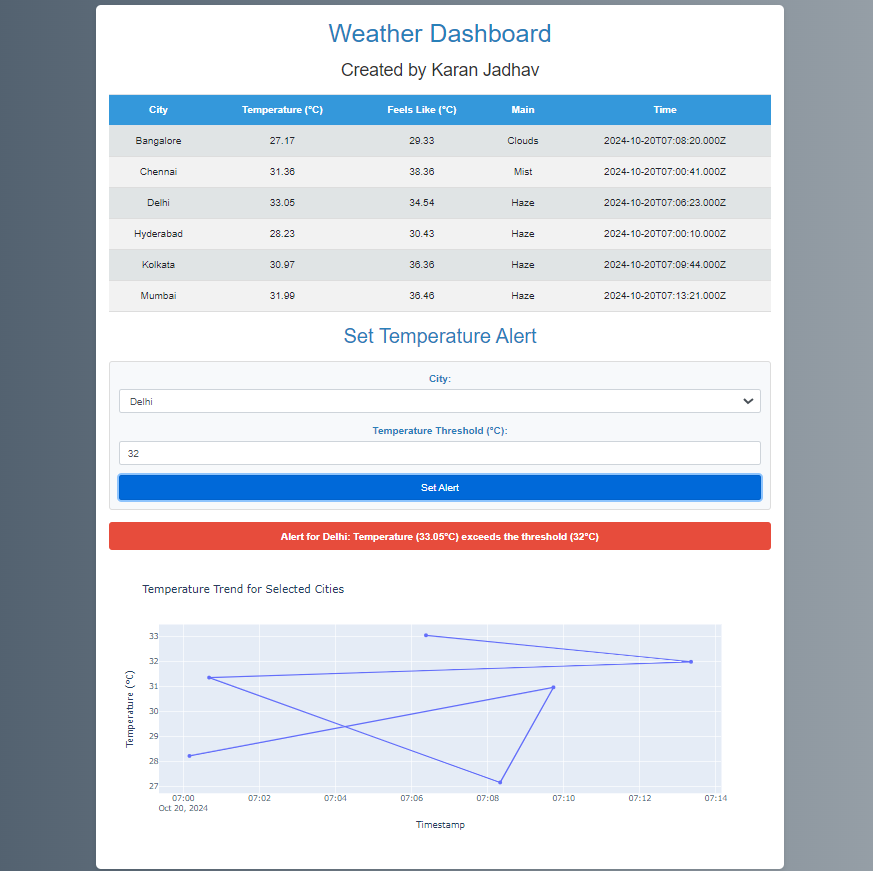 Weather Dashboard
Created by Karan Jadhav
City Temperature (°C) Feels Like (°C) Main Time
Bangalore 27.17 29.33 Clouds 2024-10-20T07:08:20.000Z
Chennai 31.36 38.36 Mist 2024-10-20T07:00:41.000Z
Delhi 33.05 34.54 Haze 2024-10-20T07:06:23.000Z
Hyderabad 28.23 30.43 Haze 2024-10-20T07:00:10.000Z
Kolkata 30.97 36.36 Haze 2024-10-20T07:09:44.000Z
Mumbai 31.99 36.46 Haze 2024-10-20T07:13:21.000Z
Set Temperature Alert
City:
Delhi
Temperature Threshold (°C):
32
Set Alert
Alert for Delhi: Temperature (33.05°C) exceeds the threshold (32°C)
Temperature Trend for Selected Cities
Temperature (°C)
33
32
31
30
29
28
27
07:00 07:02 07:04 07:06 07:08 07:10 07:12 07:14
Oct 20, 2024
Timestamp